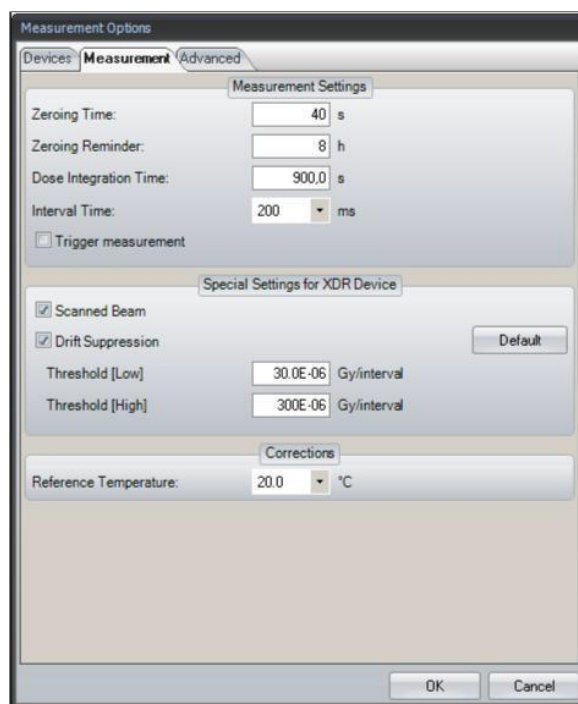 Measurement Options
Devices Measurement Advanced
Measurement Settings
Zeroing Time: 40 s
Zeroing Reminder: 8 h
Dose Integration Time: 900,0 s
Interval Time: 200 ms
Trigger measurement
Special Settings for XDR Device
Scanned Beam
Drift Suppression Default
Threshold [Low] 30.0E-06 Gy/interval
Threshold [High] 300E-06 Gy/interval
Corrections
Reference Temperature: 20.0 °C
OK Cancel